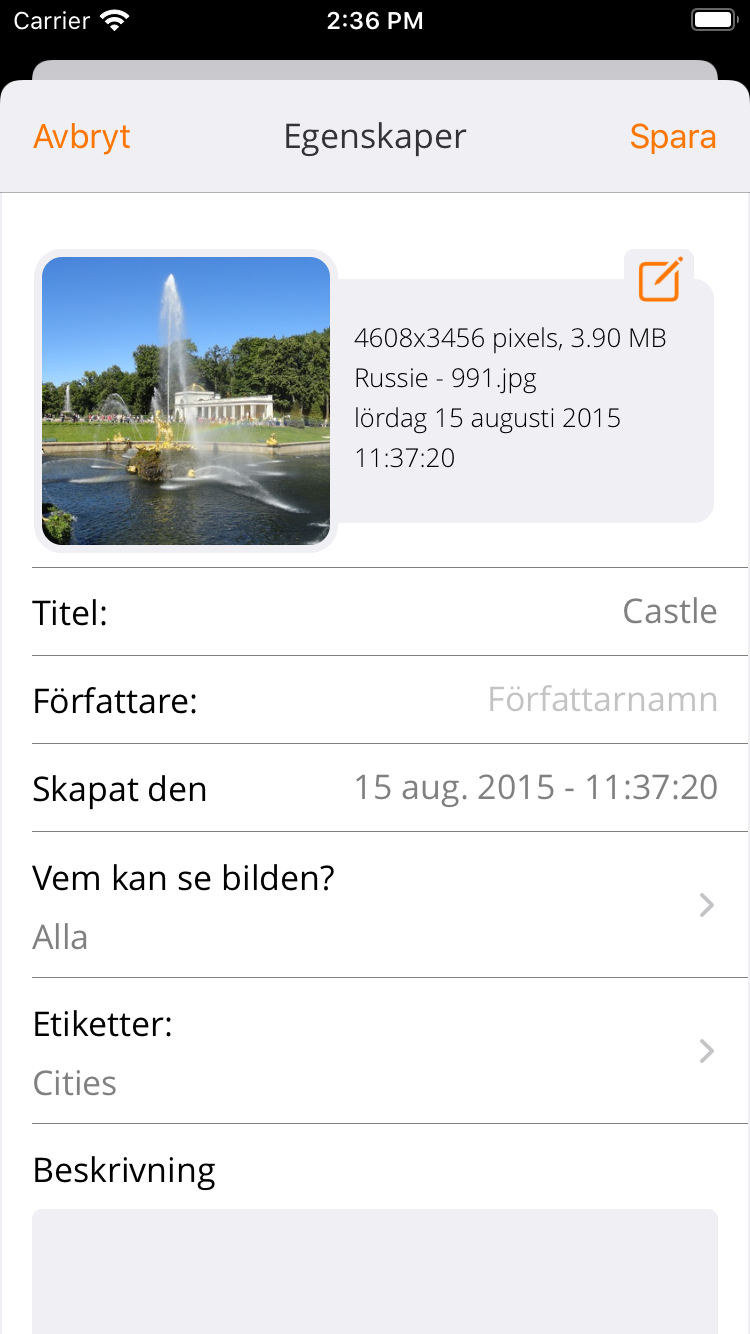 Carrier 2:36 PM
Avbryt Egenskaper Spara
4608x3456 pixels, 3.90 MB
Russie - 991.jpg
lördag 15 augusti 2015
11:37:20
Titel: Castle
Författare: Författarnamn
Skapat den 15 aug. 2015 - 11:37:20
Vem kan se bilden?
Alla
Etiketter:
Cities
Beskrivning